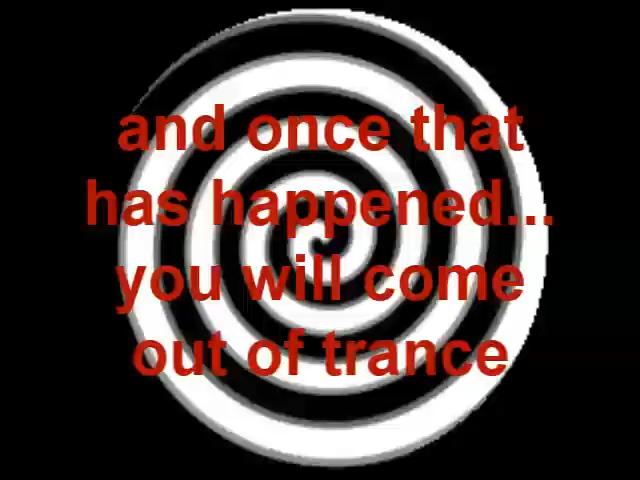 and once that
has happened...
you will come
out of trance